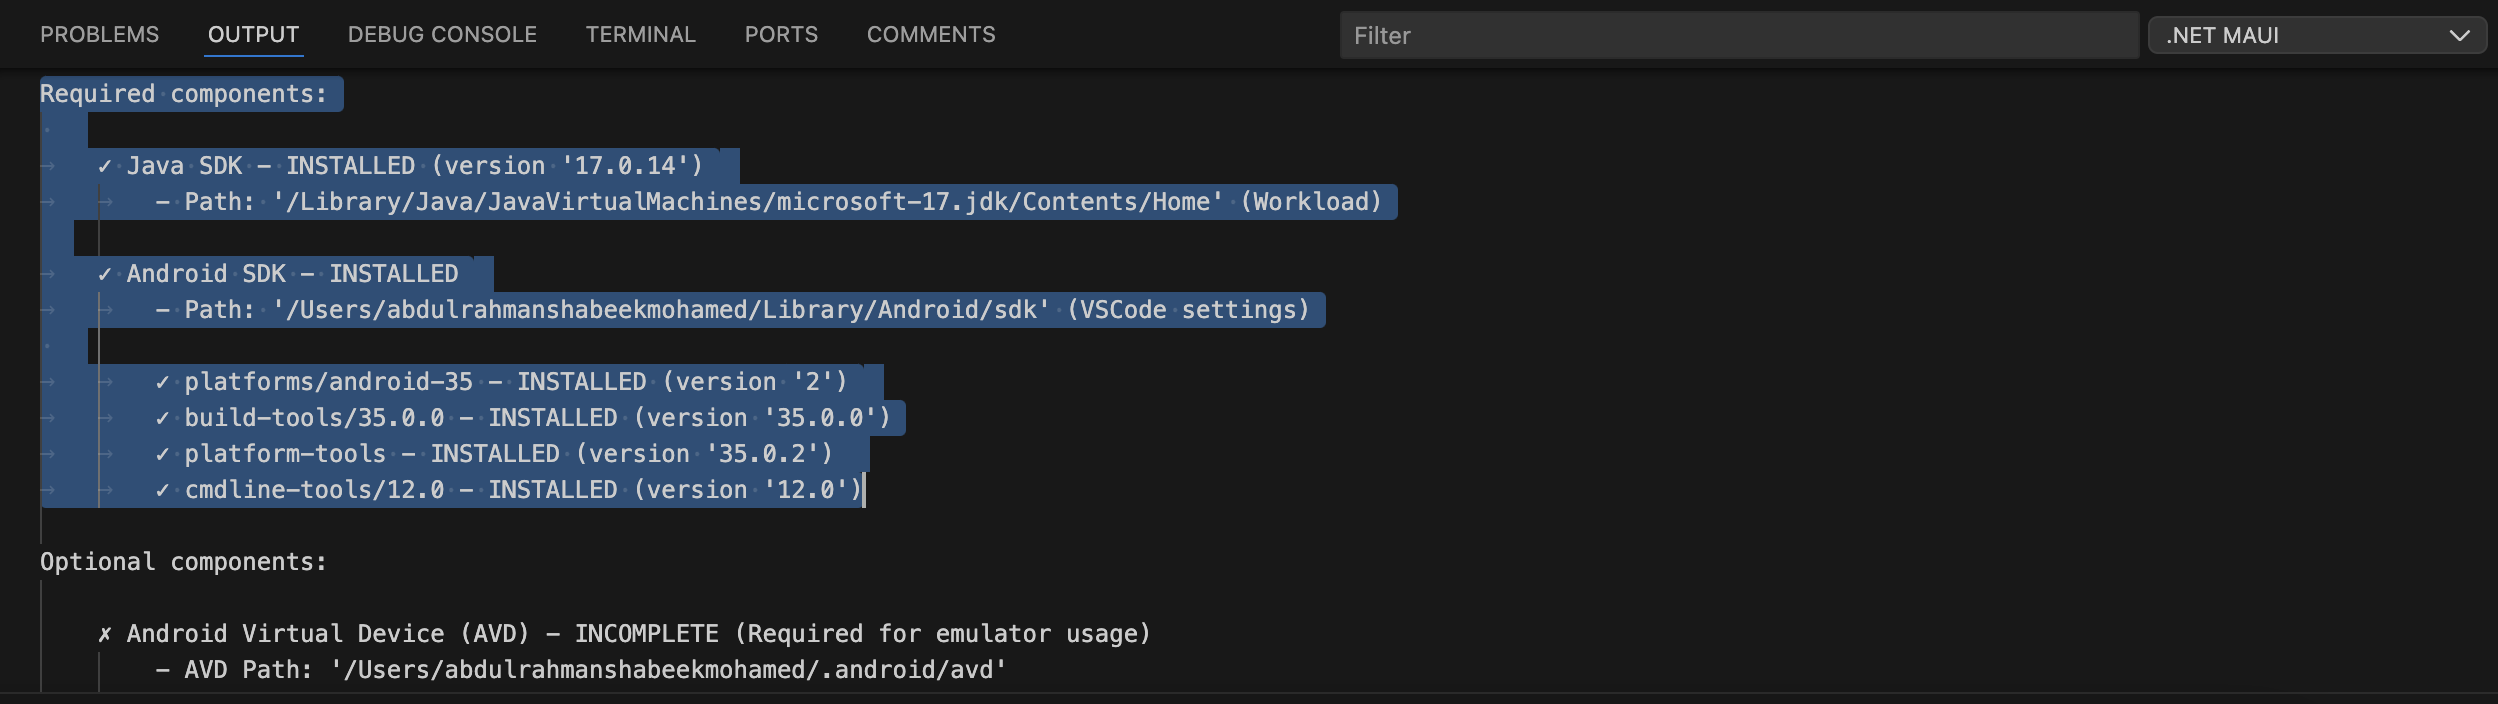 PROBLEMS OUTPUT DEBUG CONSOLE TERMINAL PORTS COMMENTS Filter .NET MAUI
Required components:
✓ Java SDK – INSTALLED (version '17.0.14')
– Path: '/Library/Java/JavaVirtualMachines/microsoft-17.jdk/Contents/Home' (Workload)
✓ Android SDK – INSTALLED
– Path: '/Users/abdulrahmanshabeekmohamed/Library/Android/sdk' (VSCode settings)
✓ platforms/android-35 – INSTALLED (version '2')
✓ build-tools/35.0.0 – INSTALLED (version '35.0.0')
✓ platform-tools – INSTALLED (version '35.0.2')
✓ cmdline-tools/12.0 – INSTALLED (version '12.0')
Optional components:
✗ Android Virtual Device (AVD) – INCOMPLETE (Required for emulator usage)
– AVD Path: '/Users/abdulrahmanshabeekmohamed/.android/avd'